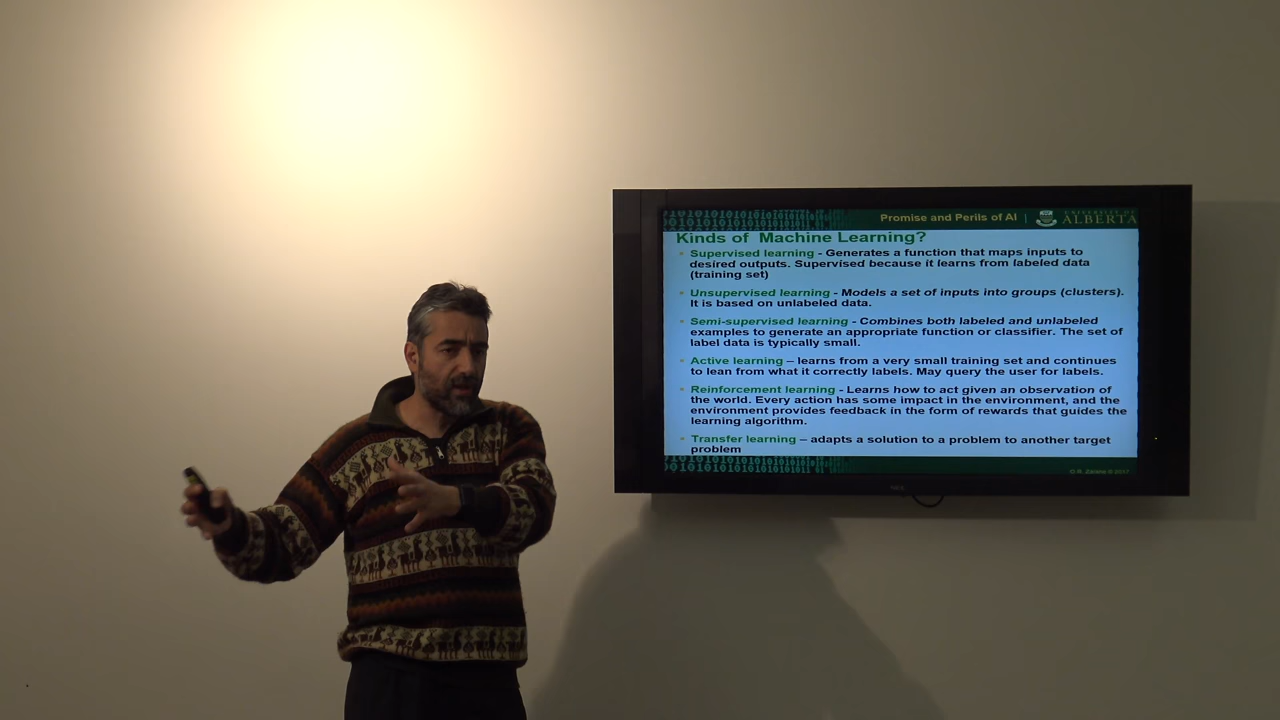 Promise and Perils of AI |
UNIVERSITY OF
ALBERTA
Kinds of Machine Learning?
Supervised learning - Generates a function that maps inputs to
desired outputs. Supervised because it learns from labeled data
(training set)
Unsupervised learning - Models a set of inputs into groups (clusters).
It is based on unlabeled data.
Semi-supervised learning - Combines both labeled and unlabeled
examples to generate an appropriate function or classifier. The set of
label data is typically small.
Active learning – learns from a very small training set and continues
to lean from what it correctly labels. May query the user for labels.
Reinforcement learning - Learns how to act given an observation of
the world. Every action has some impact in the environment, and the
environment provides feedback in the form of rewards that guides the
learning algorithm.
Transfer learning – adapts a solution to a problem to another target
problem
O.R. Zaïane © 2017
NEC